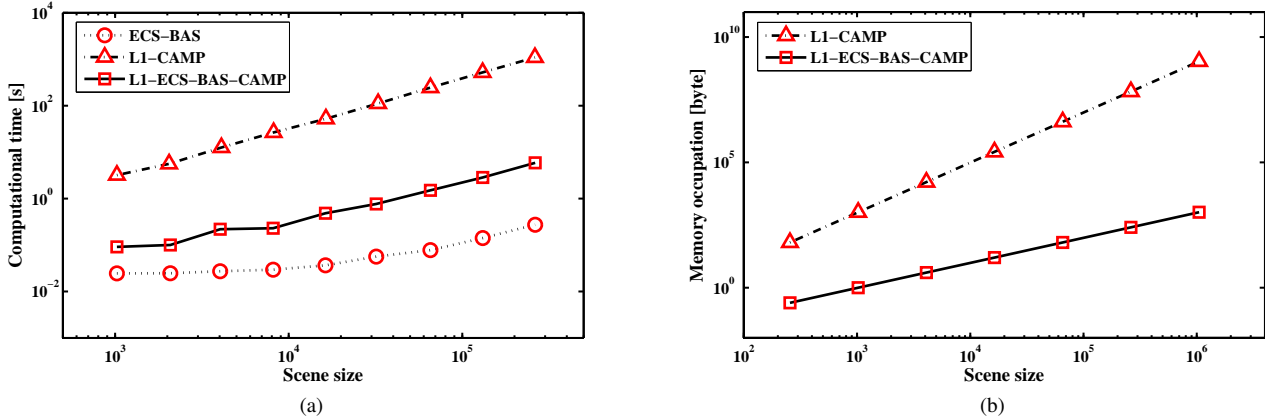 10^4
10^2
10^0
10^−2
Computational time [s]
ECS−BAS
L1−CAMP
L1−ECS−BAS−CAMP
10^3
10^4
10^5
Scene size
(a)
10^10
10^5
10^0
Memory occupation [byte]
L1−CAMP
L1−ECS−BAS−CAMP
10^2
10^3
10^4
10^5
10^6
Scene size
(b)